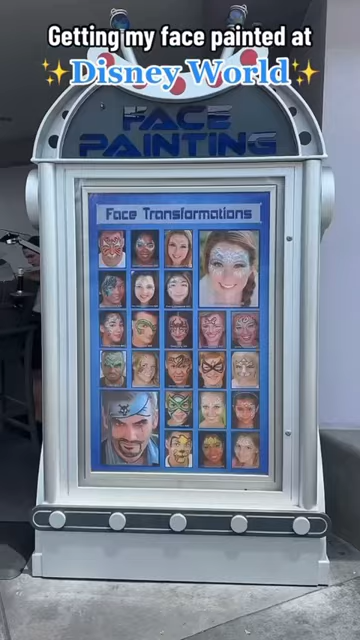 Getting my face painted at
✨Disney World✨
FACE
PAINTING
Face Transformations